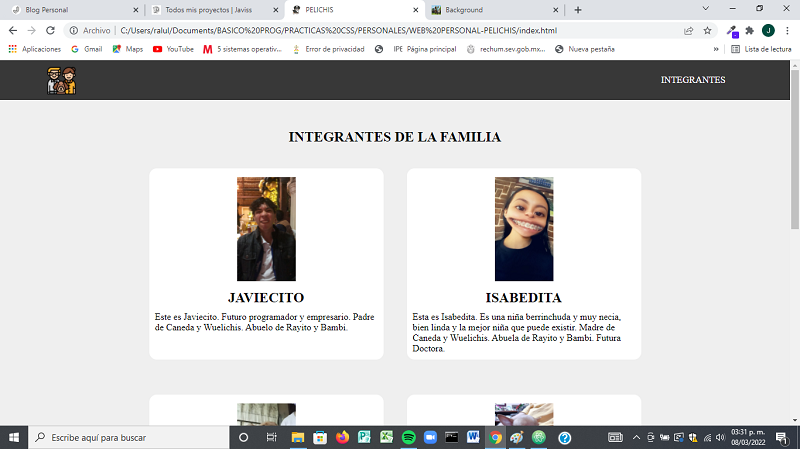 Blog Personal
Todos mis proyectos | Javiss
PELICHIS
Background
Archivo
C:/Users/ralul/Documents/BASICO%20PROG/PRACTICAS%20CSS/PERSONALES/WEB%20PERSONAL-PELICHIS/index.html
J
Aplicaciones
Gmail
Maps
YouTube
5 sistemas operativ...
Error de privacidad
IPE Página principal
rechum.sev.gob.mx...
Nueva pestaña
»
Lista de lectura
INTEGRANTES
INTEGRANTES DE LA FAMILIA
JAVIECITO
Este es Javiecito. Futuro programador y empresario. Padre
de Caneda y Wuelichis. Abuelo de Rayito y Bambi.
ISABEDITA
Esta es Isabedita. Es una niña berrinchuda y muy necia,
bien linda y la mejor niña que puede existir. Madre de
Caneda y Wuelichis. Abuela de Rayito y Bambi. Futura
Doctora.
Escribe aquí para buscar
03:31 p. m.
08/03/2022